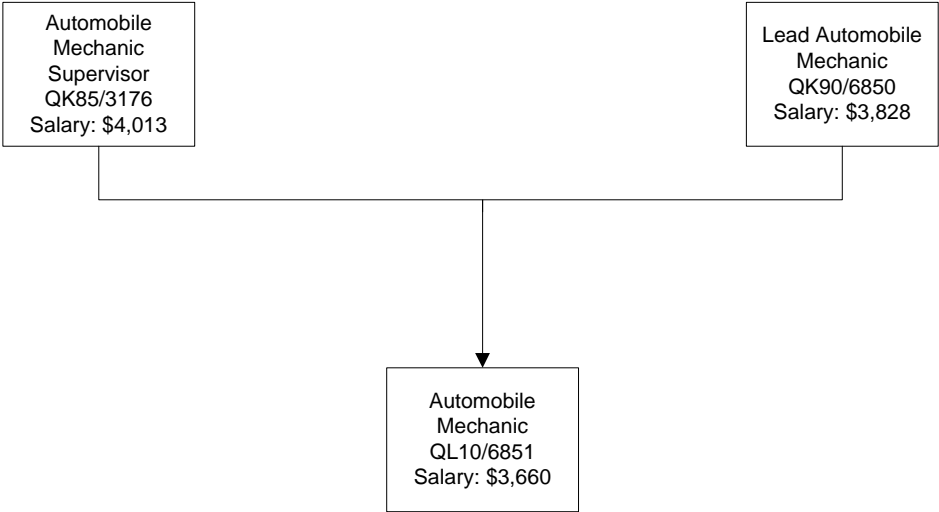 Automobile
Mechanic
Supervisor
QK85/3176
Salary: $4,013
Lead Automobile
Mechanic
QK90/6850
Salary: $3,828
Automobile
Mechanic
QL10/6851
Salary: $3,660